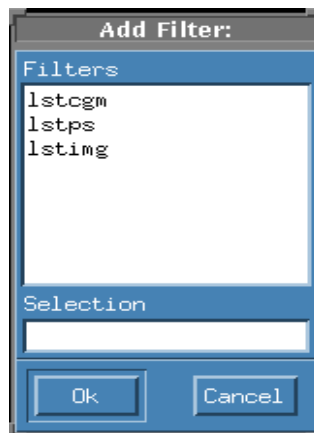 Add Filter:
Filters
lstcgm
lstps
lstimg
Selection
Ok Cancel